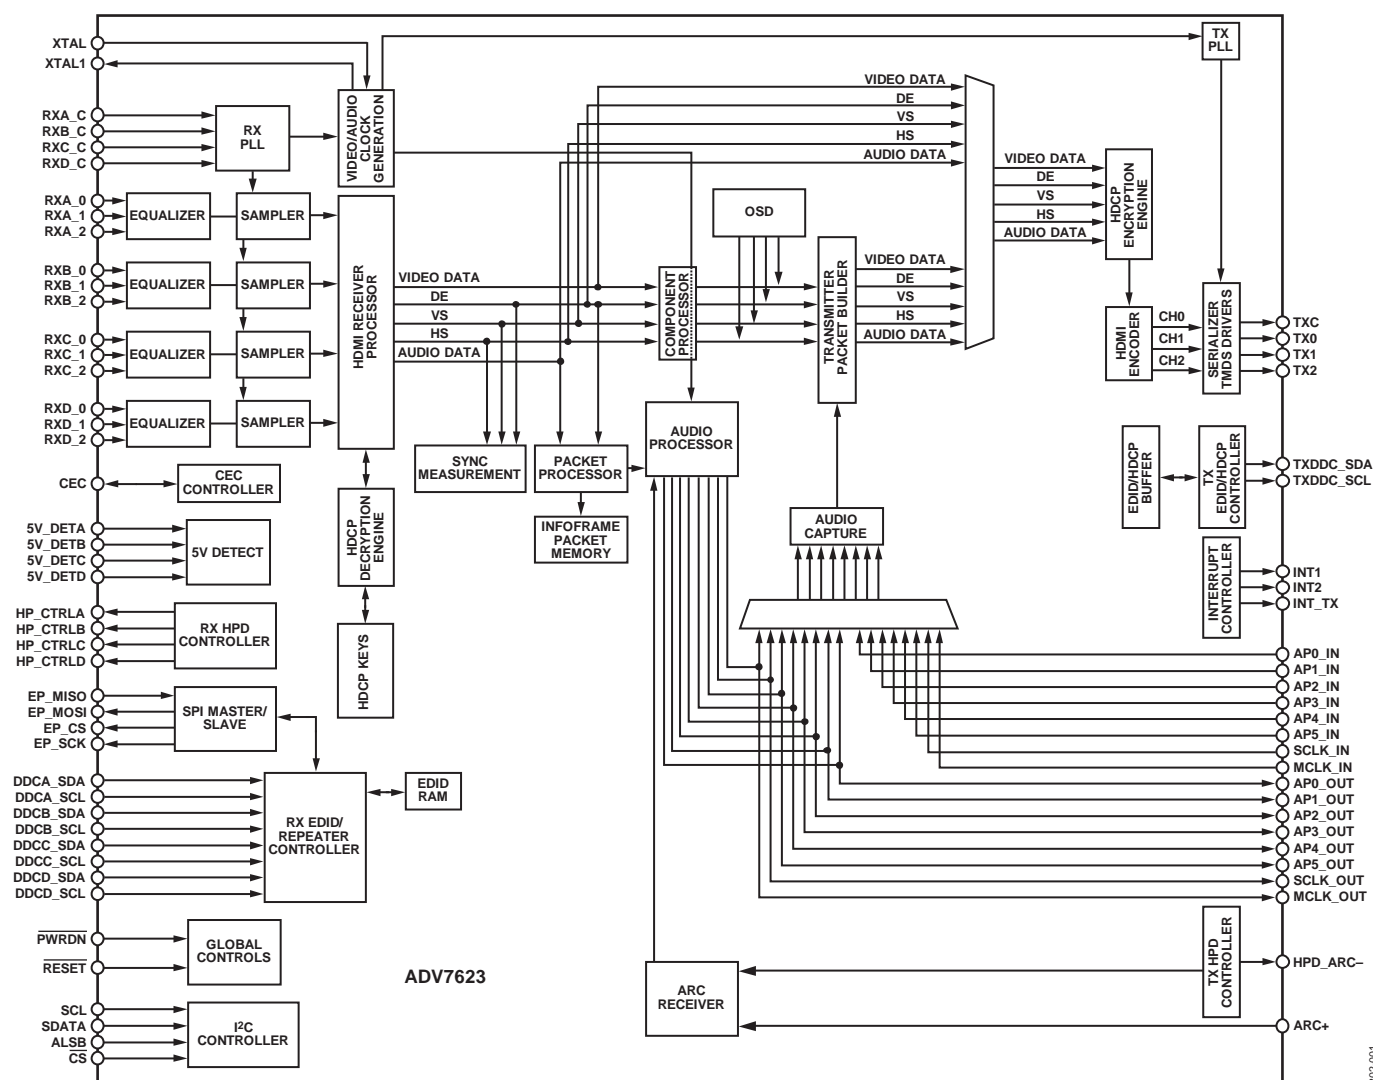 XTAL
XTAL1
RXA_C
RXB_C
RXC_C
RXD_C
RX
PLL
VIDEO/AUDIO
CLOCK
GENERATION
TX
PLL
RXA_0
RXA_1
RXA_2
EQUALIZER
SAMPLER
RXB_0
RXB_1
RXB_2
EQUALIZER
SAMPLER
RXC_0
RXC_1
RXC_2
EQUALIZER
SAMPLER
RXD_0
RXD_1
RXD_2
EQUALIZER
SAMPLER
HDMI RECEIVER
PROCESSOR
VIDEO DATA
DE
VS
HS
AUDIO DATA
VIDEO DATA
DE
VS
HS
AUDIO DATA
OSD
COMPONENT
PROCESSOR
TRANSMITTER
PACKET BUILDER
VIDEO DATA
DE
VS
HS
AUDIO DATA
VIDEO DATA
DE
VS
HS
AUDIO DATA
HDCP
ENCRYPTION
ENGINE
HDMI
ENCODER
CH0
CH1
CH2
SERIALIZER
TMDS DRIVERS
TXC
TX0
TX1
TX2
SYNC
MEASUREMENT
PACKET
PROCESSOR
AUDIO
PROCESSOR
INFOFRAME
PACKET
MEMORY
AUDIO
CAPTURE
EDID/HDCP
BUFFER
TX
EDID/HDCP
CONTROLLER
TXDDC_SDA
TXDDC_SCL
INTERRUPT
CONTROLLER
INT1
INT2
INT_TX
CEC
CEC
CONTROLLER
5V_DETA
5V_DETB
5V_DETC
5V_DETD
5V DETECT
HDCP
DECRYPTION
ENGINE
HDCP KEYS
HP_CTRLA
HP_CTRLB
HP_CTRLC
HP_CTRLD
RX HPD
CONTROLLER
EP_MISO
EP_MOSI
EP_CS
EP_SCK
SPI MASTER/
SLAVE
DDCA_SDA
DDCA_SCL
DDCB_SDA
DDCB_SCL
DDCC_SDA
DDCC_SCL
DDCD_SDA
DDCD_SCL
RX EDID/
REPEATER
CONTROLLER
EDID
RAM
AP0_IN
AP1_IN
AP2_IN
AP3_IN
AP4_IN
AP5_IN
SCLK_IN
MCLK_IN
AP0_OUT
AP1_OUT
AP2_OUT
AP3_OUT
AP4_OUT
AP5_OUT
SCLK_OUT
MCLK_OUT
PWRDN
RESET
GLOBAL
CONTROLS
ADV7623
ARC
RECEIVER
TX HPD
CONTROLLER
HPD_ARC–
ARC+
SCL
SDATA
ALSB
CS
I²C
CONTROLLER